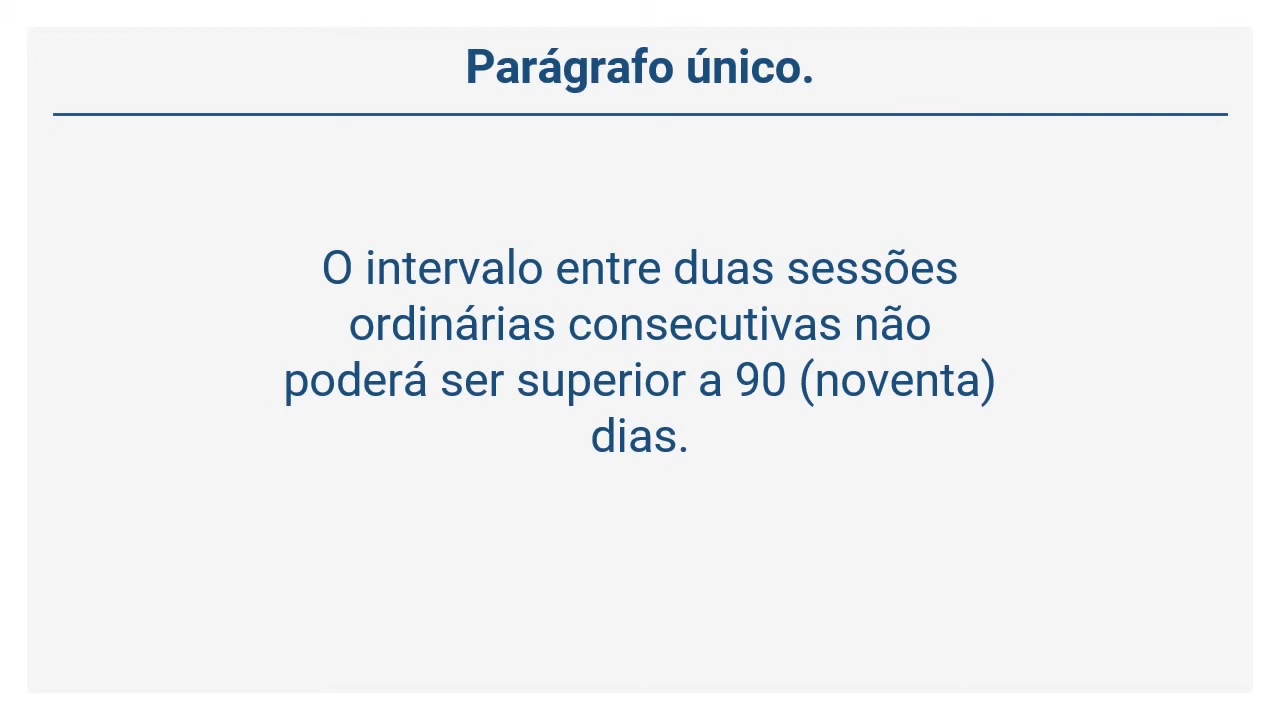 Parágrafo único.
O intervalo entre duas sessões
ordinárias consecutivas não
poderá ser superior a 90 (noventa)
dias.